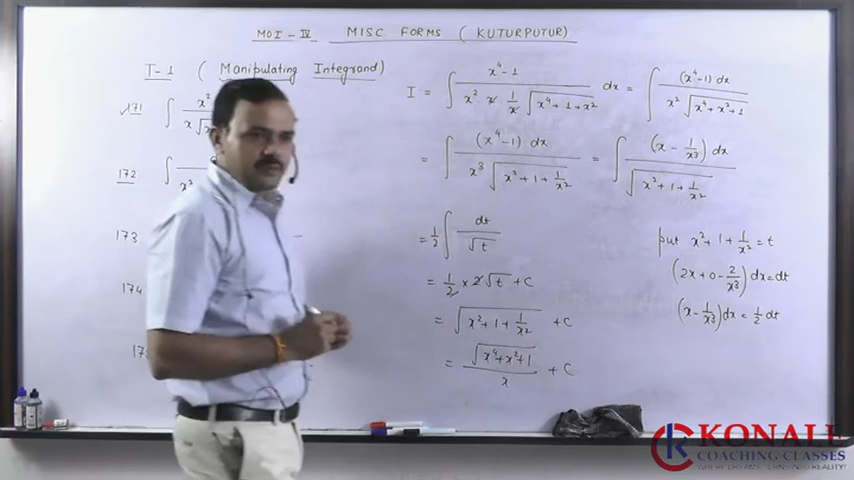 MOI - IV MISC FORMS ( KUTURPUTUR)
T-1 ( Manipulating Integrand)
171 ∫ x² / x√x
172 ∫ / x²
173
174
I = ∫ x⁴-1 / x² x 1/x √x⁴+1+x² dx = ∫ (x⁴-1) dx / x² √x⁴+x²+1
= ∫ (x⁴-1) dx / x³ √x²+1+1/x² = ∫ (x - 1/x³) dx / √x²+1+1/x²
= 1/2 ∫ dt / √t
= 1/2 × 2√t + C
= √x²+1+1/x² + C
= √x⁴+x²+1 / x + C
put x²+1+1/x² = t
(2x+0-2/x³) dx=dt
(x-1/x³)dx = 1/2 dt
KONALE
COACHING CLASSES